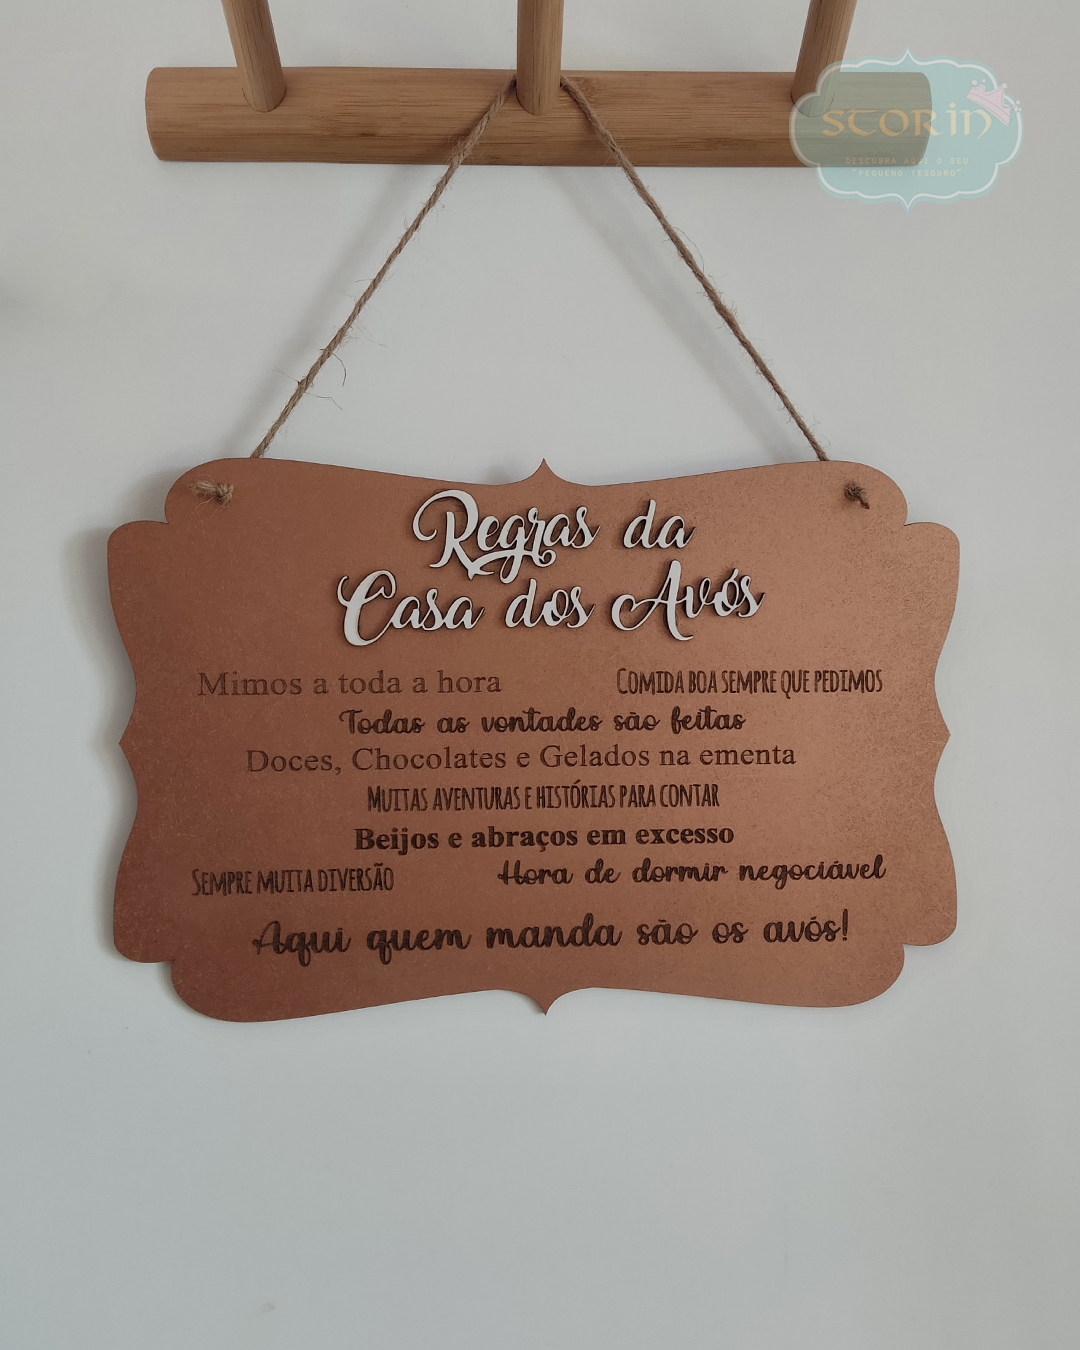 STORIN
DESCUBRA AQUI O SEU
"PEQUENO TESOURO"
Regras da
Casa dos Avós
Mimos a toda a hora
COMIDA BOA SEMPRE QUE PEDIMOS
Todas as vontades são feitas
Doces, Chocolates e Gelados na ementa
MUITAS AVENTURAS E HISTÓRIAS PARA CONTAR
Beijos e abraços em excesso
SEMPRE MUITA DIVERSÃO
Hora de dormir negociável
Aqui quem manda são os avós!